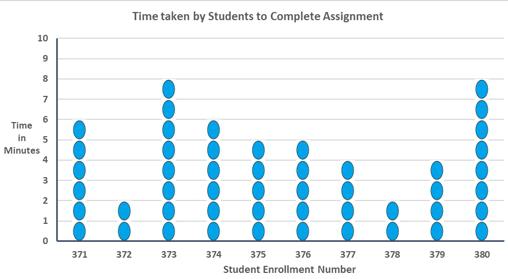 Time taken by Students to Complete Assignment
10
9
8
7
6
5
4
3
2
1
0
Time
in
Minutes
371 372 373 374 375 376 377 378 379 380
Student Enrollment Number